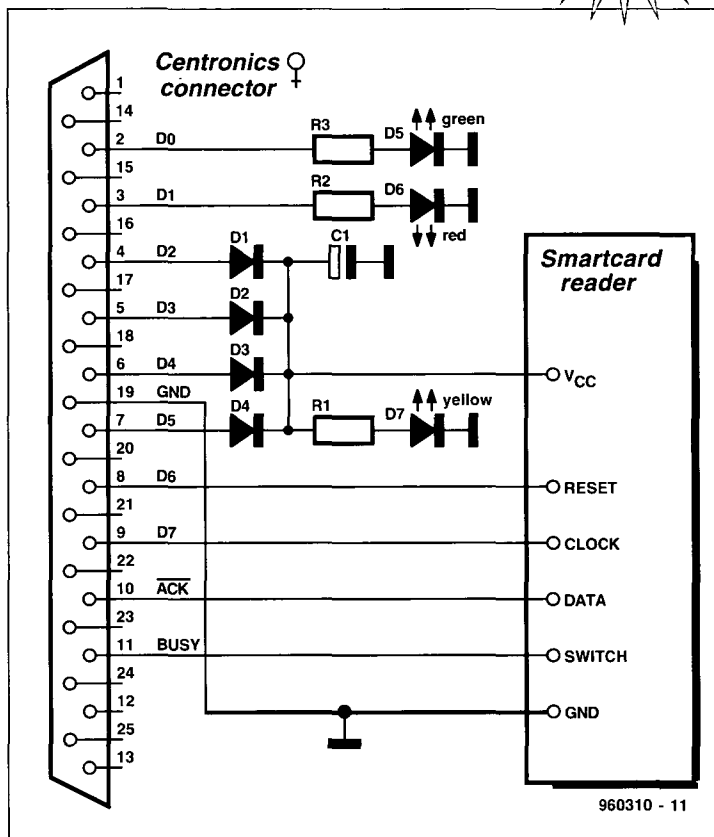 Centronics ♀
connector
1
14
2 D0 R3 D5 green
15
3 D1 R2 D6 red
16
4 D2 D1 C1
17
5 D3 D2
18
6 D4 D3
19 GND
7 D5 D4 R1 D7 yellow
20
8 D6
21
9 D7
22
10 ACK
23
11 BUSY
24
12
25
13
Smartcard
reader
VCC
RESET
CLOCK
DATA
SWITCH
GND
960310 - 11